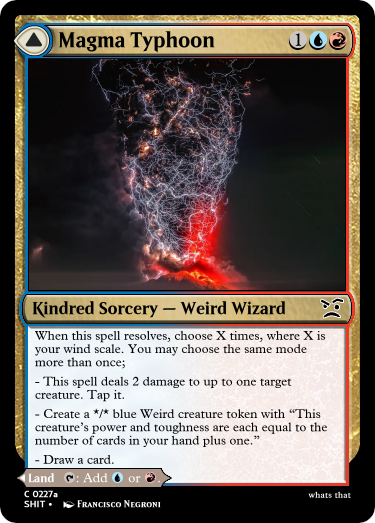 Magma Typhoon 1
Kindred Sorcery — Weird Wizard
When this spell resolves, choose X times, where X is
your wind scale. You may choose the same mode
more than once;
- This spell deals 2 damage to up to one target
creature. Tap it.
- Create a */* blue Weird creature token with “This
creature's power and toughness are each equal to the
number of cards in your hand plus one.”
- Draw a card.
Land : Add or .
C 0227a
SHIT • Francisco Negroni
whats that